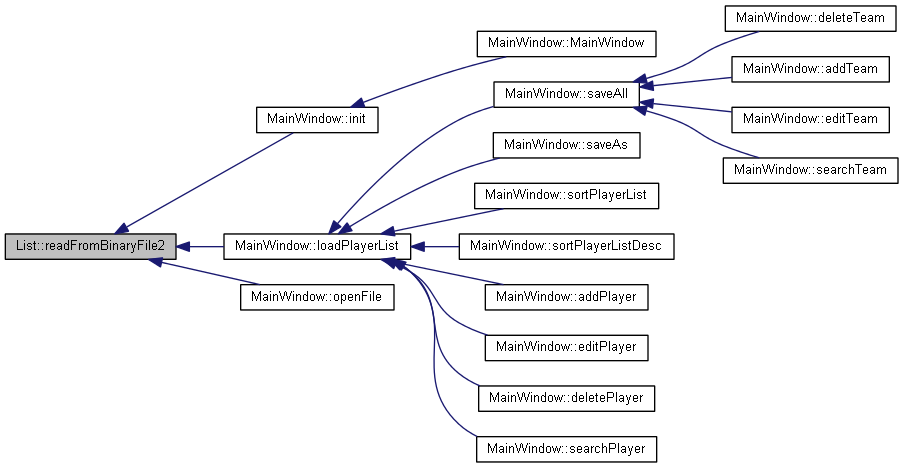 MainWindow::deleteTeam
MainWindow::MainWindow
MainWindow::addTeam
MainWindow::saveAll
MainWindow::init
MainWindow::editTeam
MainWindow::saveAs
MainWindow::searchTeam
MainWindow::sortPlayerList
List::readFromBinaryFile2
MainWindow::loadPlayerList
MainWindow::sortPlayerListDesc
MainWindow::openFile
MainWindow::addPlayer
MainWindow::editPlayer
MainWindow::deletePlayer
MainWindow::searchPlayer